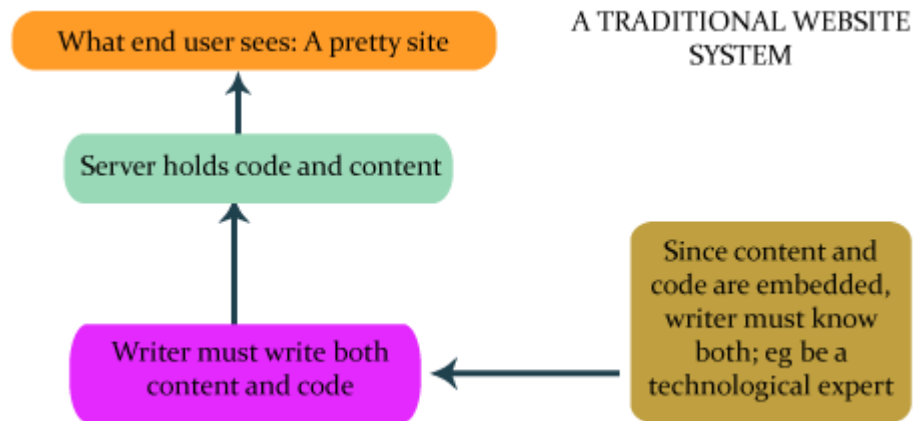 What end user sees: A pretty site
A TRADITIONAL WEBSITE
SYSTEM
Server holds code and content
Since content and
code are embedded,
writer must know
both; eg be a
technological expert
Writer must write both
content and code